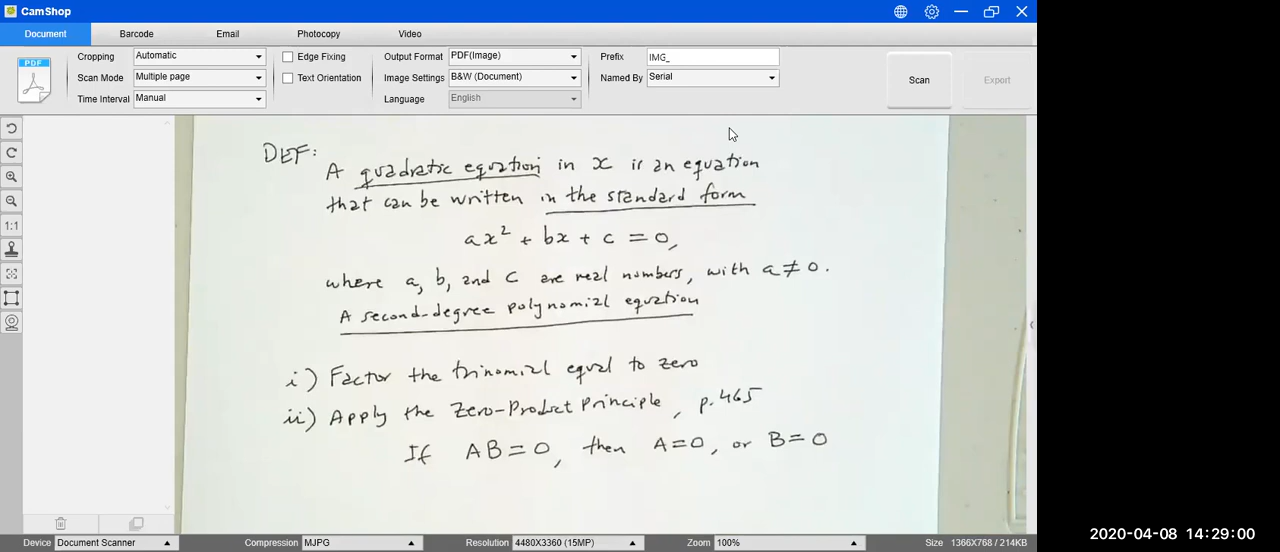 CamShop
Document Barcode Email Photocopy Video
Cropping Automatic Edge Fixing Output Format PDF(Image) Prefix IMG_
PDF Scan Mode Multiple page Text Orientation Image Settings B&W (Document) Named By Serial Scan Export
Time Interval Manual Language English
1:1
DEF:
A quadratic equation in x is an equation
that can be written in the standard form
ax² + bx + c = 0,
where a, b, and c are real numbers, with a ≠ 0.
A second-degree polynomial equation
i) Factor the trinomial equal to zero
ii) Apply the Zero-Product Principle, p. 465
If AB = 0, then A = 0, or B = 0
Device Document Scanner Compression MJPG Resolution 4480X3360 (15MP) Zoom 100% Size 1366X768 / 214KB
2020-04-08 14:29:00